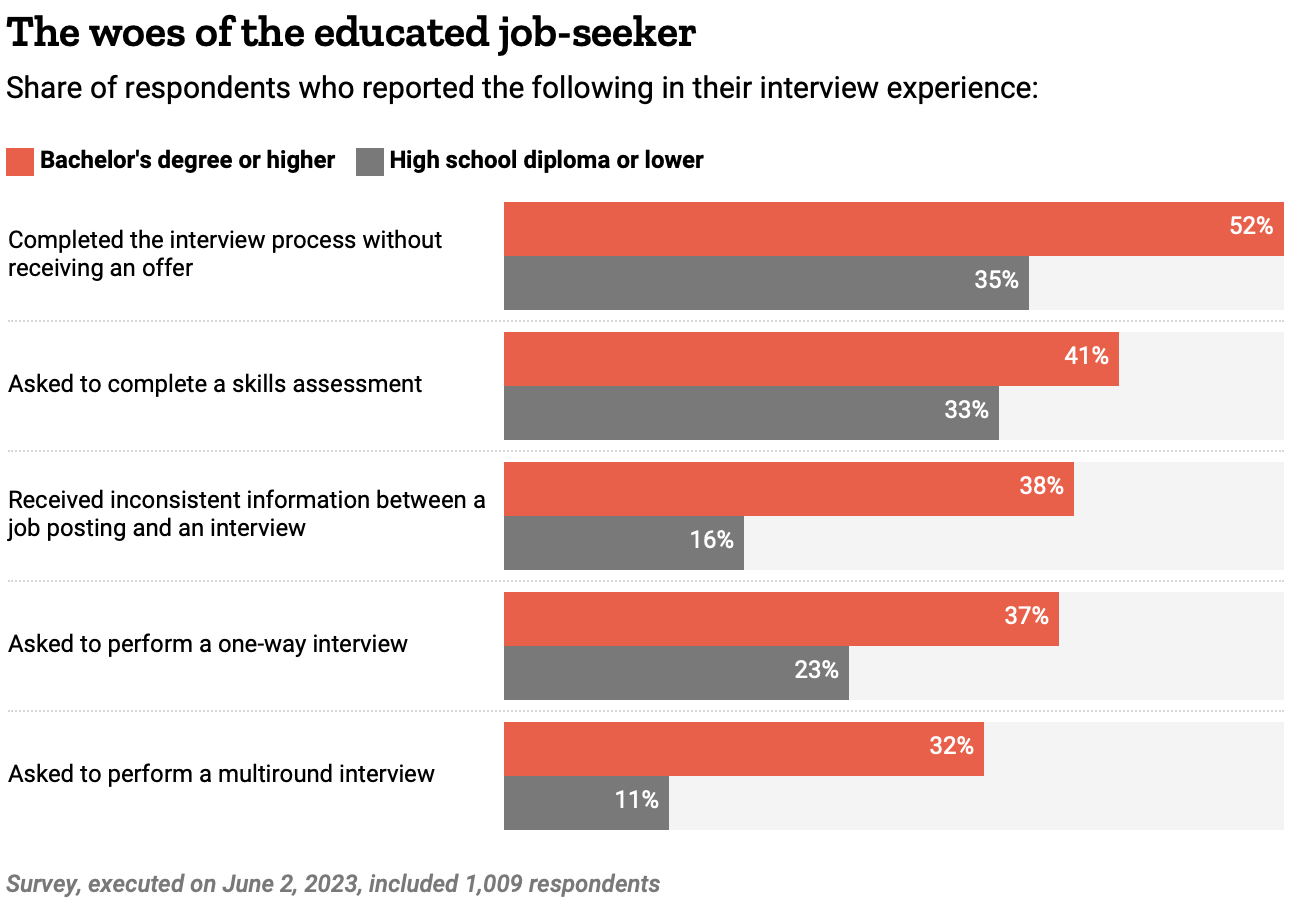 The woes of the educated job-seeker
Share of respondents who reported the following in their interview experience:
Bachelor's degree or higher High school diploma or lower
Completed the interview process without
receiving an offer
52%
35%
Asked to complete a skills assessment
41%
33%
Received inconsistent information between a
job posting and an interview
38%
16%
Asked to perform a one-way interview
37%
23%
Asked to perform a multiround interview
32%
11%
Survey, executed on June 2, 2023, included 1,009 respondents